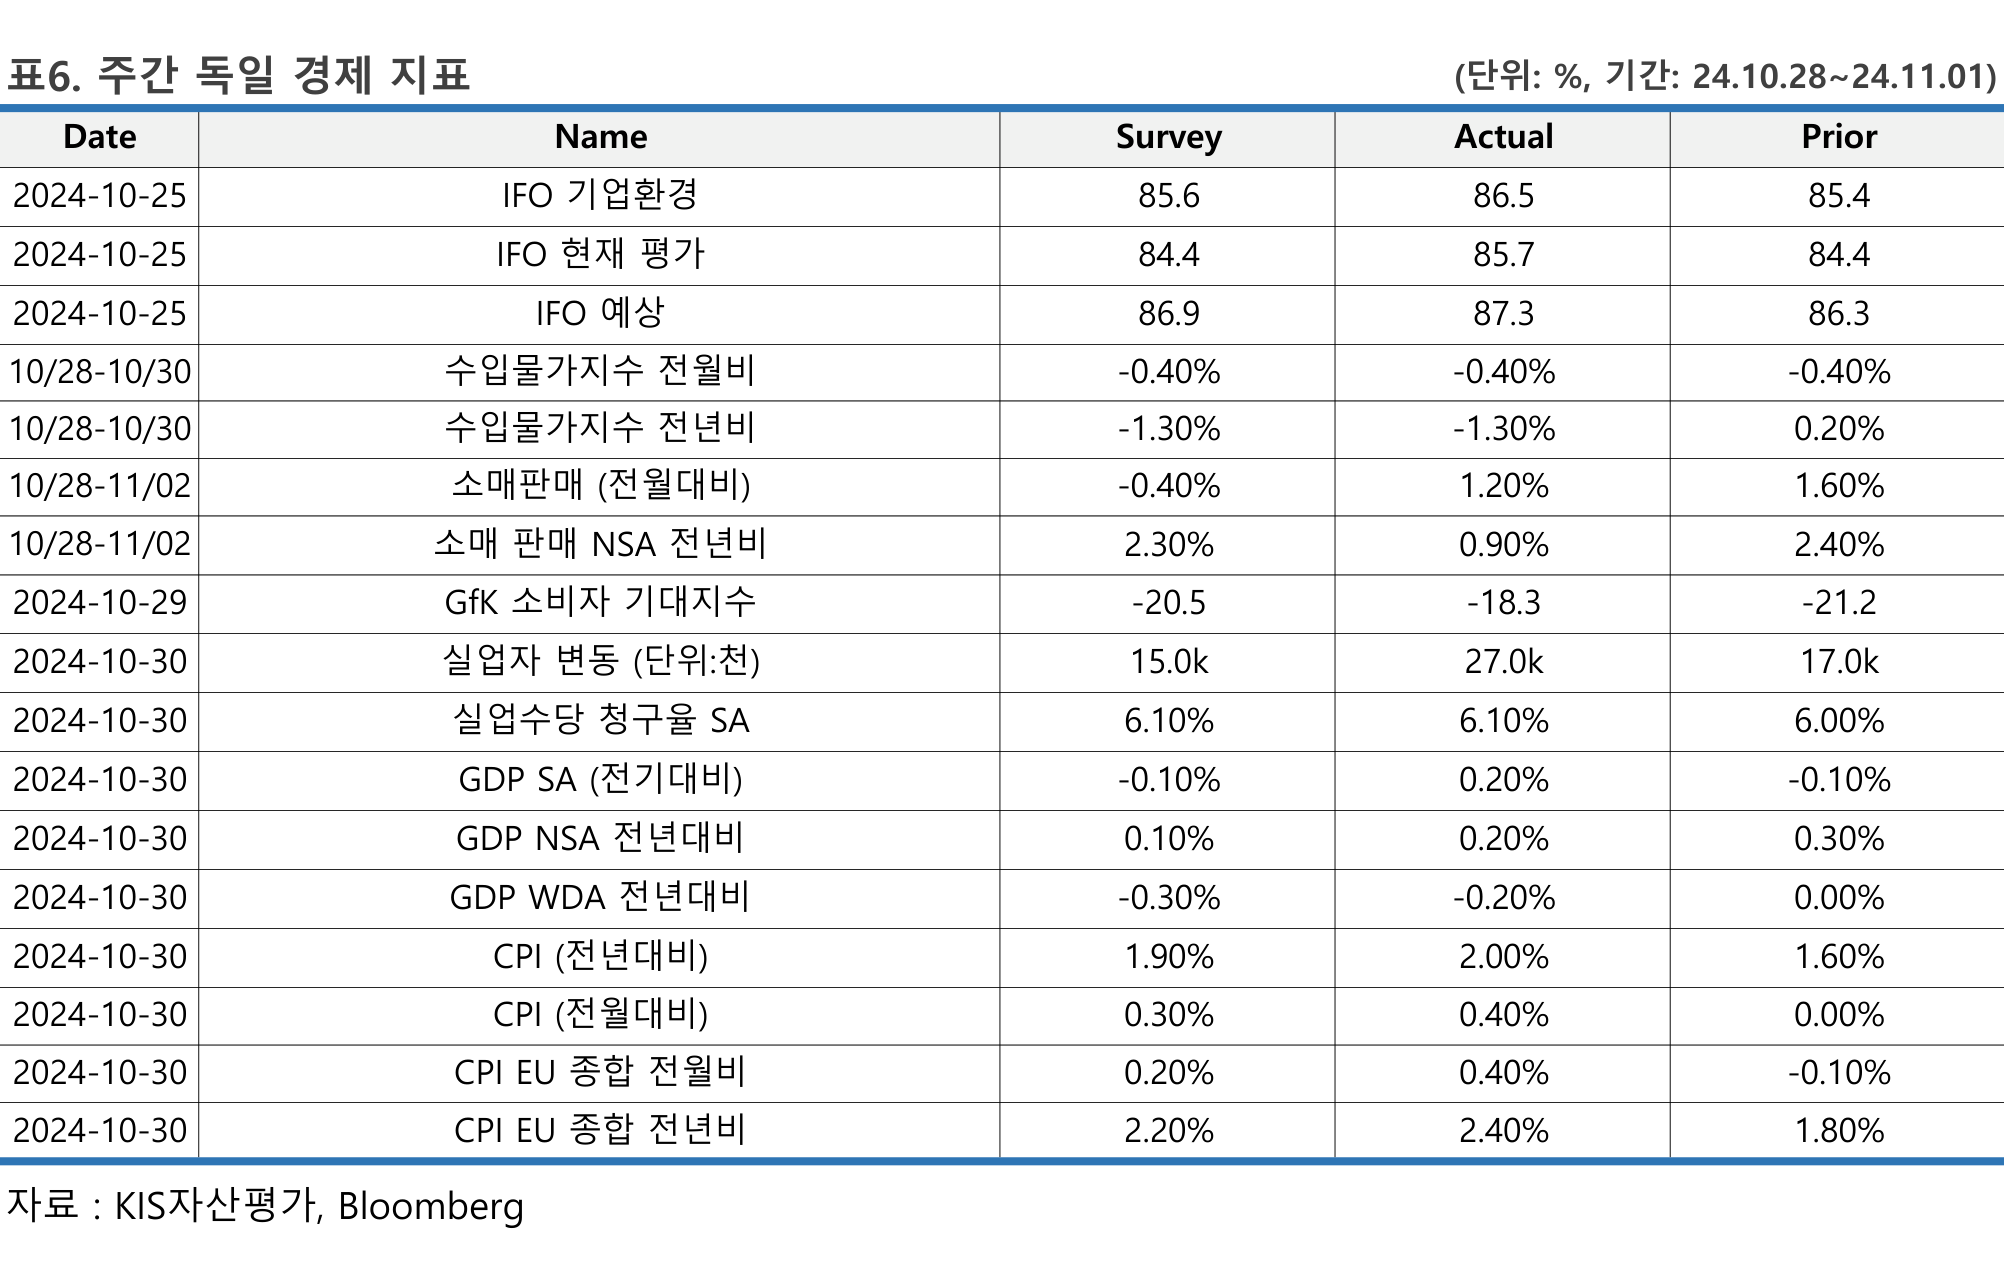 표6. 주간 독일 경제 지표 (단위: %, 기간: 24.10.28~24.11.01)
Date Name Survey Actual Prior
2024-10-25 IFO 기업환경 85.6 86.5 85.4
2024-10-25 IFO 현재 평가 84.4 85.7 84.4
2024-10-25 IFO 예상 86.9 87.3 86.3
10/28-10/30 수입물가지수 전월비 -0.40% -0.40% -0.40%
10/28-10/30 수입물가지수 전년비 -1.30% -1.30% 0.20%
10/28-11/02 소매판매 (전월대비) -0.40% 1.20% 1.60%
10/28-11/02 소매 판매 NSA 전년비 2.30% 0.90% 2.40%
2024-10-29 GfK 소비자 기대지수 -20.5 -18.3 -21.2
2024-10-30 실업자 변동 (단위:천) 15.0k 27.0k 17.0k
2024-10-30 실업수당 청구율 SA 6.10% 6.10% 6.00%
2024-10-30 GDP SA (전기대비) -0.10% 0.20% -0.10%
2024-10-30 GDP NSA 전년대비 0.10% 0.20% 0.30%
2024-10-30 GDP WDA 전년대비 -0.30% -0.20% 0.00%
2024-10-30 CPI (전년대비) 1.90% 2.00% 1.60%
2024-10-30 CPI (전월대비) 0.30% 0.40% 0.00%
2024-10-30 CPI EU 종합 전월비 0.20% 0.40% -0.10%
2024-10-30 CPI EU 종합 전년비 2.20% 2.40% 1.80%
자료 : KIS자산평가, Bloomberg